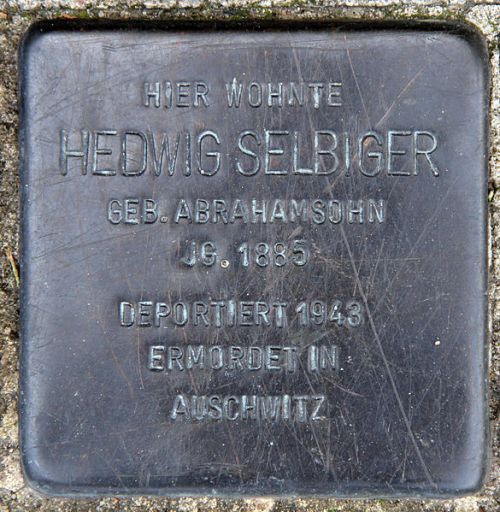 HIER WOHNTE
HEDWIG SELBIGER
GEB. ABRAHAMSOHN
JG. 1885
DEPORTIERT 1943
ERMORDET IN
AUSCHWITZ